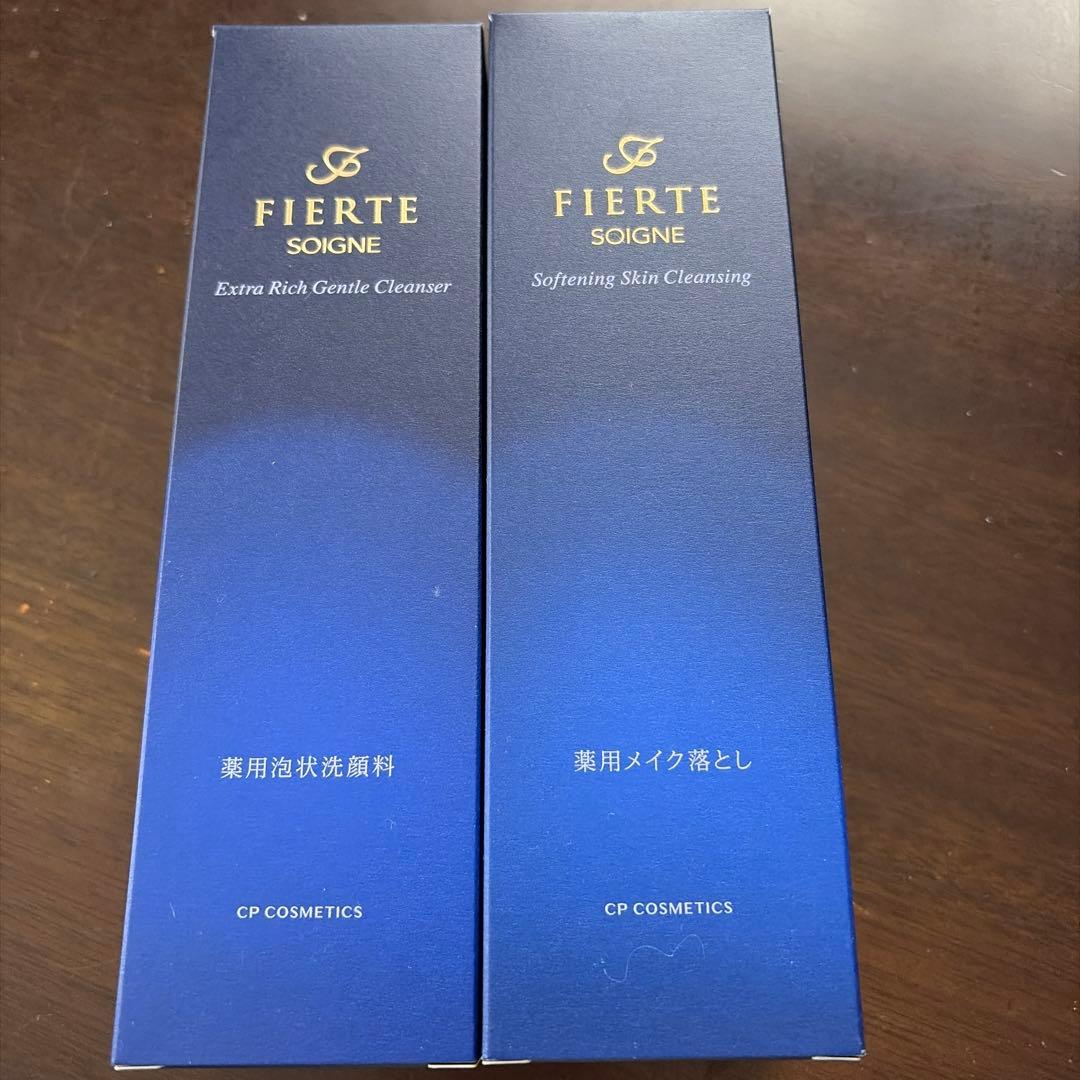 FIERTE
SOIGNE
Extra Rich Gentle Cleanser
薬用泡状洗顔料
CP COSMETICS
FIERTE
SOIGNE
Softening Skin Cleansing
薬用メイク落とし
CP COSMETICS